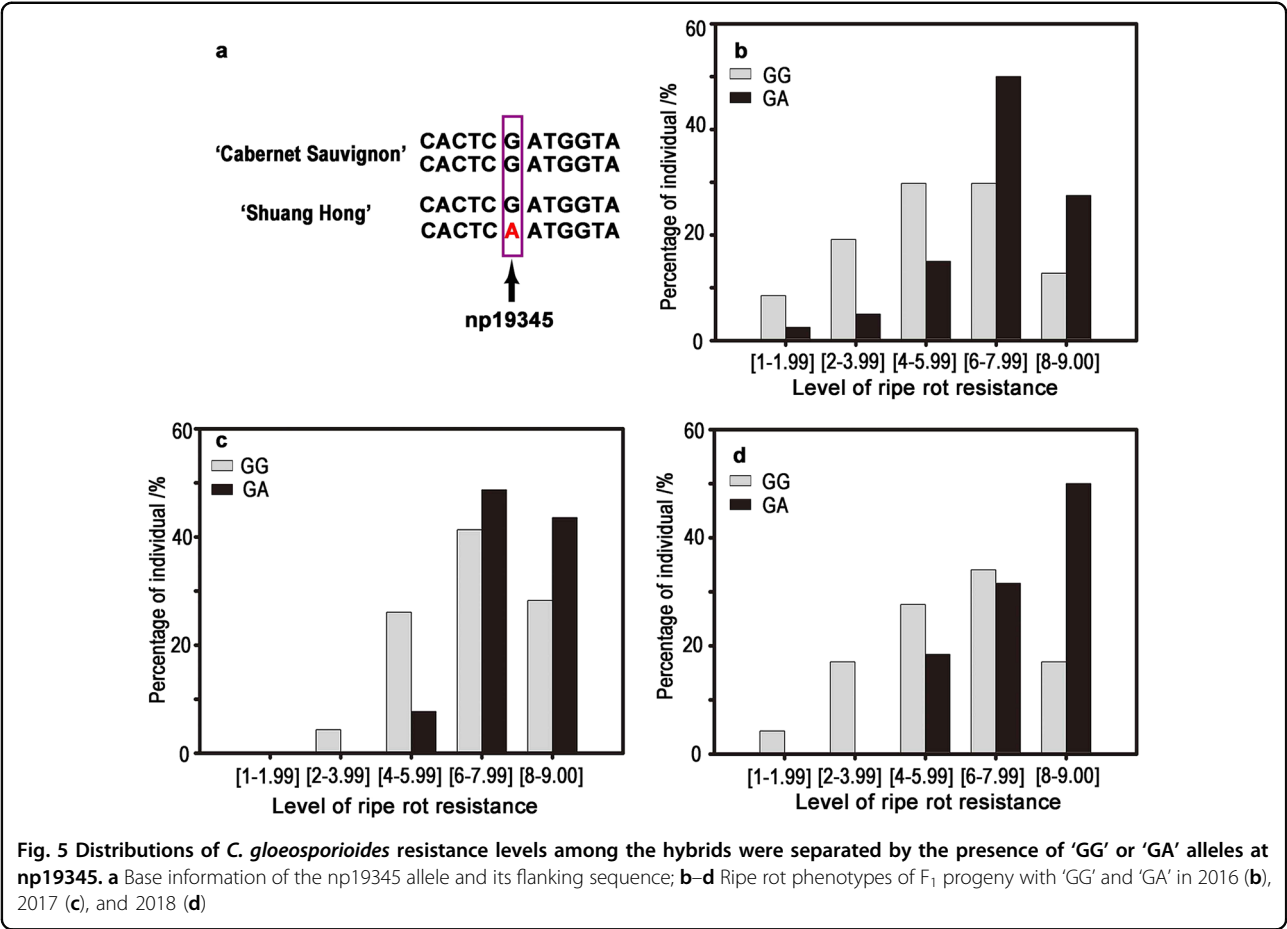 a
'Cabernet Sauvignon'
CACTC G ATGGTA
CACTC G ATGGTA
'Shuang Hong'
CACTC G ATGGTA
CACTC A ATGGTA
np19345
b
GG
GA
Percentage of individual /%
60
40
20
0
[1-1.99] [2-3.99] [4-5.99] [6-7.99] [8-9.00]
Level of ripe rot resistance
c
GG
GA
Percentage of individual /%
60
40
20
0
[1-1.99] [2-3.99] [4-5.99] [6-7.99] [8-9.00]
Level of ripe rot resistance
d
GG
GA
Percentage of individual /%
60
40
20
0
[1-1.99] [2-3.99] [4-5.99] [6-7.99] [8-9.00]
Level of ripe rot resistance
Fig. 5 Distributions of C. gloeosporioides resistance levels among the hybrids were separated by the presence of 'GG' or 'GA' alleles at
np19345. a Base information of the np19345 allele and its flanking sequence; b–d Ripe rot phenotypes of F₁ progeny with 'GG' and 'GA' in 2016 (b),
2017 (c), and 2018 (d)